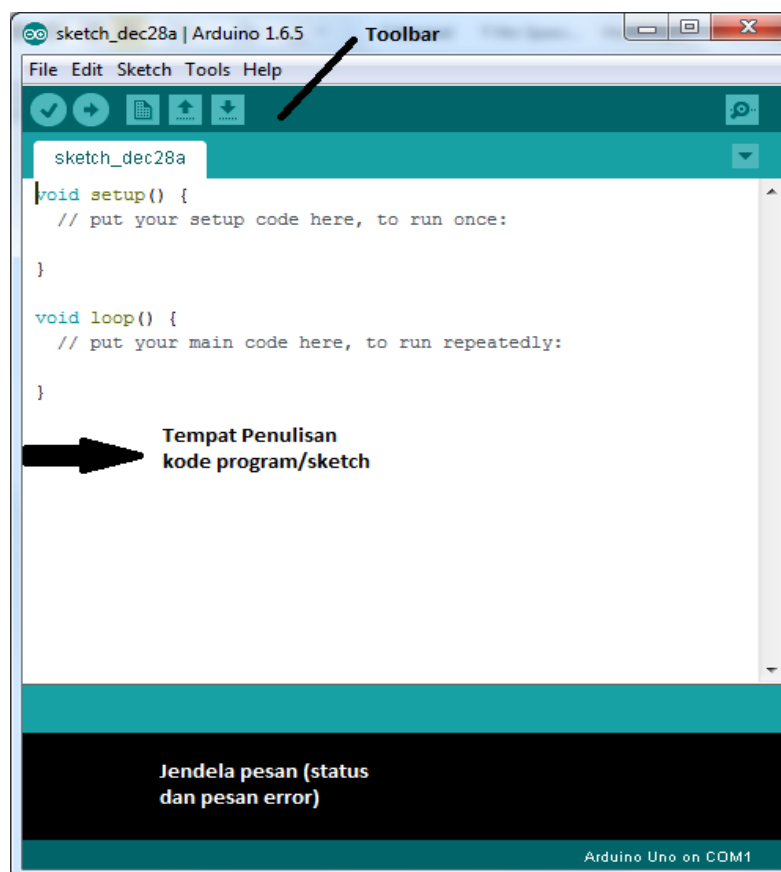 sketch_dec28a | Arduino 1.6.5
Toolbar
File Edit Sketch Tools Help
sketch_dec28a
void setup() {
// put your setup code here, to run once:
}
void loop() {
// put your main code here, to run repeatedly:
}
Tempat Penulisan
kode program/sketch
Jendela pesan (status
dan pesan error)
Arduino Uno on COM1